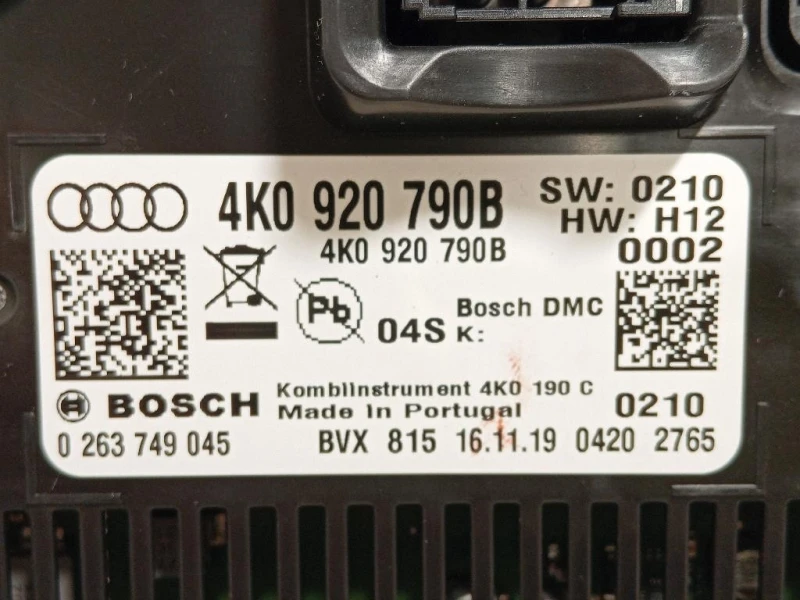 4K0 920 790B SW: 0210
HW: H12
4K0 920 790B 0002
Pb 04S Bosch DMC
K:
BOSCH Kombiinstrument 4K0 190 C
Made in Portugal 0210
0 263 749 045 BVX 815 16.11.19 0420 2765